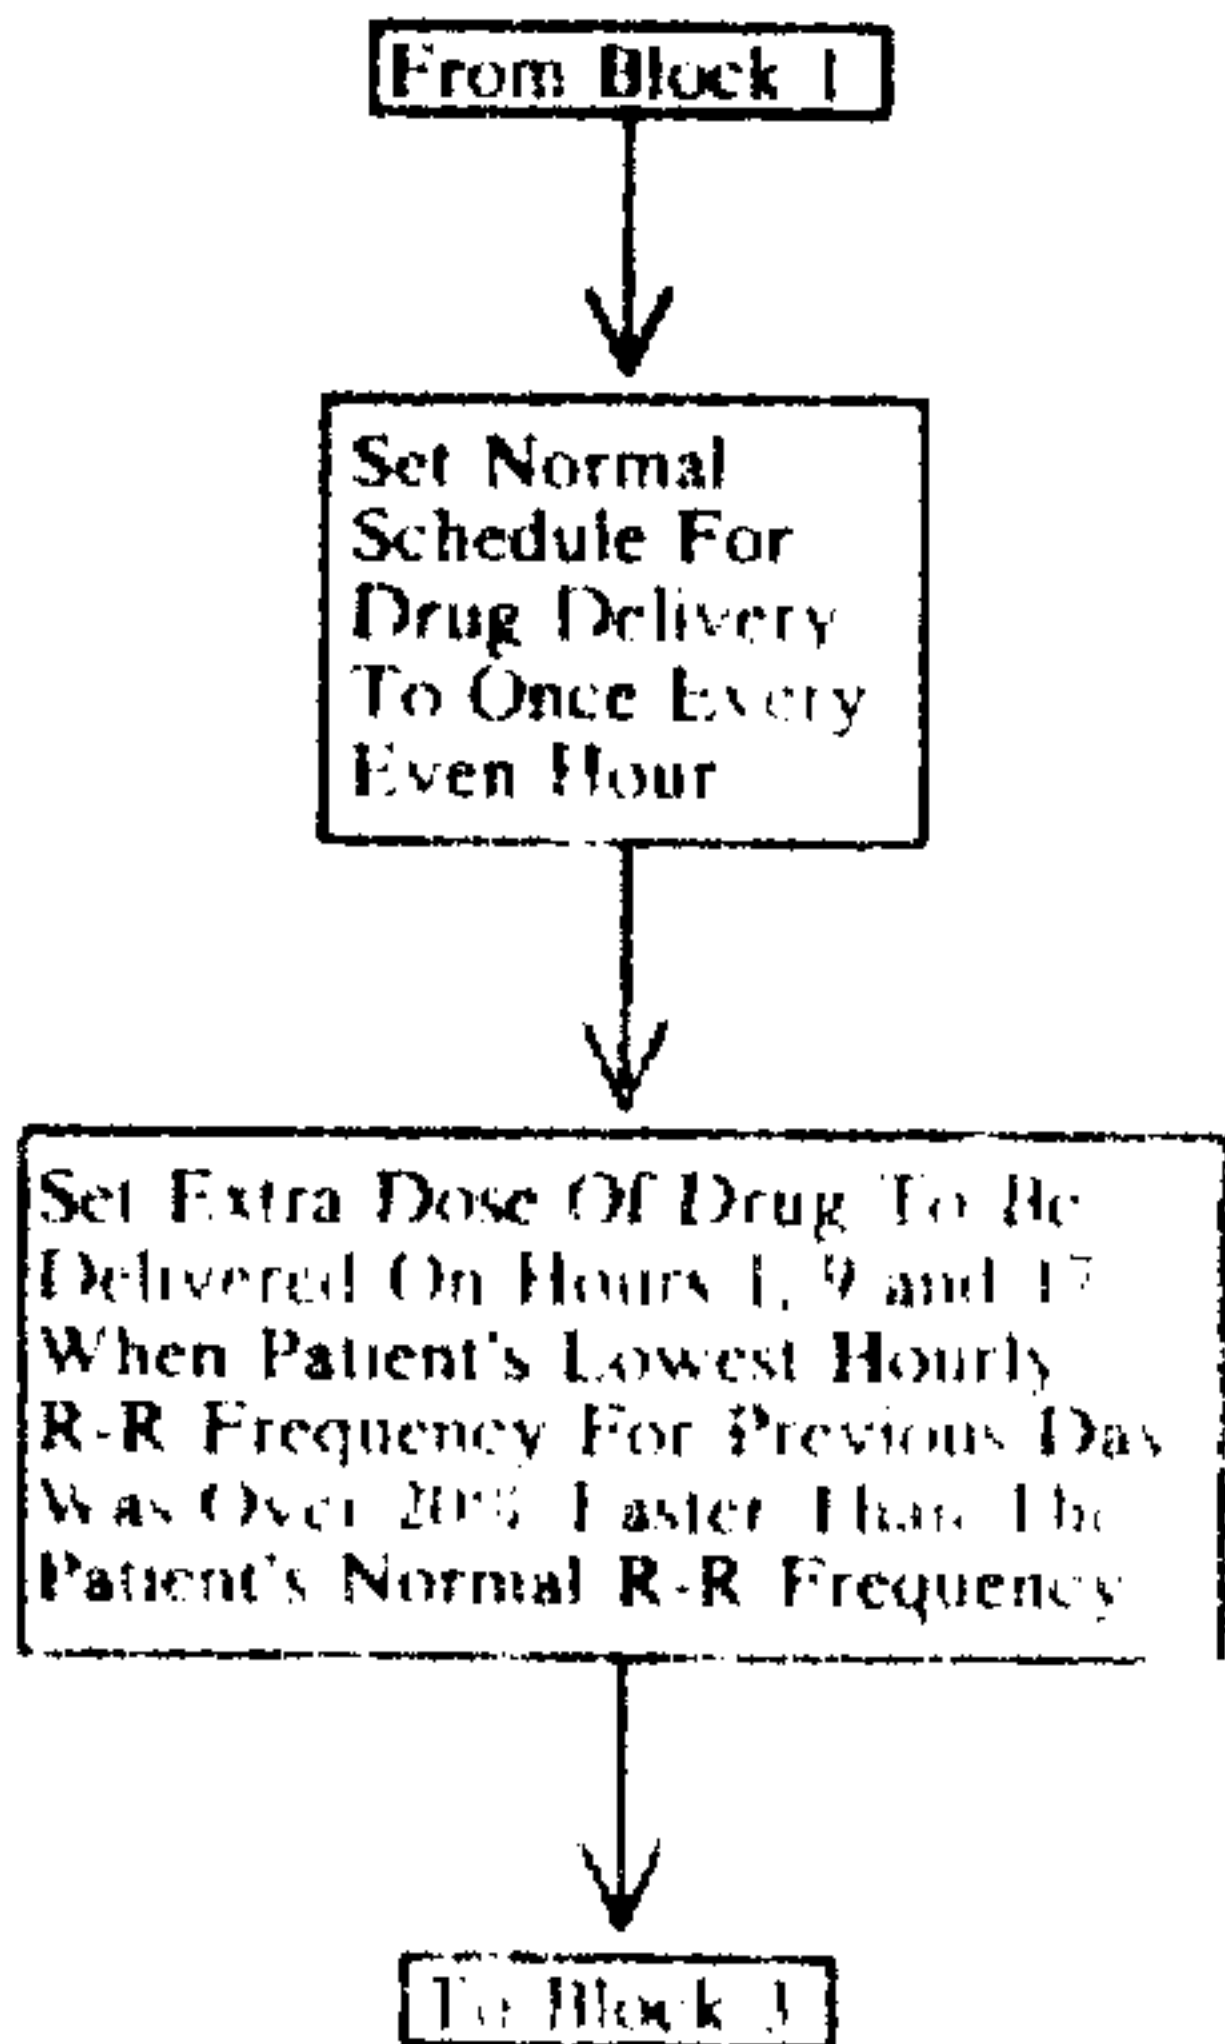 From Block 1
Set Normal
Schedule For
Drug Delivery
To Once Every
Even Hour
Set Extra Dose Of Drug To Be
Delivered On Hours 1, 9 and 17
When Patient's Lowest Hourly
R-R Frequency For Previous Day
Was Over 20% Faster Than The
Patient's Normal R-R Frequency
To Block 3